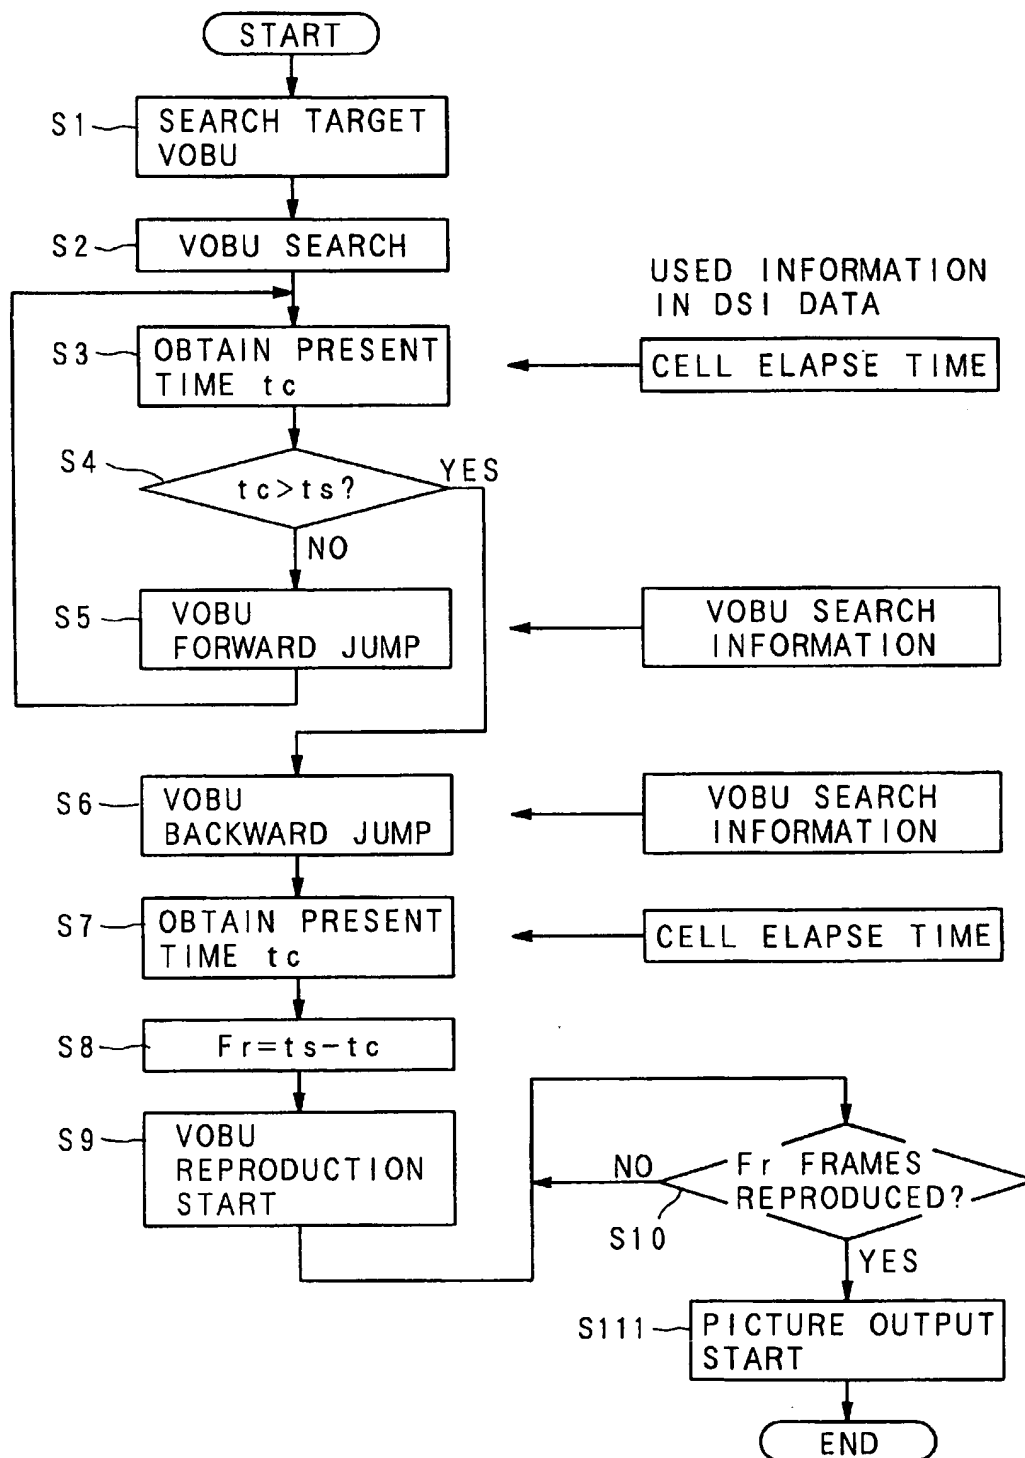 START
S1
SEARCH TARGET
VOBU
S2
VOBU SEARCH
USED INFORMATION
IN DSI DATA
S3
OBTAIN PRESENT
TIME tc
CELL ELAPSE TIME
S4
tc>ts?
YES
NO
S5
VOBU
FORWARD JUMP
VOBU SEARCH
INFORMATION
S6
VOBU
BACKWARD JUMP
VOBU SEARCH
INFORMATION
S7
OBTAIN PRESENT
TIME tc
CELL ELAPSE TIME
S8
Fr=ts-tc
S9
VOBU
REPRODUCTION
START
NO
Fr FRAMES
REPRODUCED?
S10
YES
S111
PICTURE OUTPUT
START
END